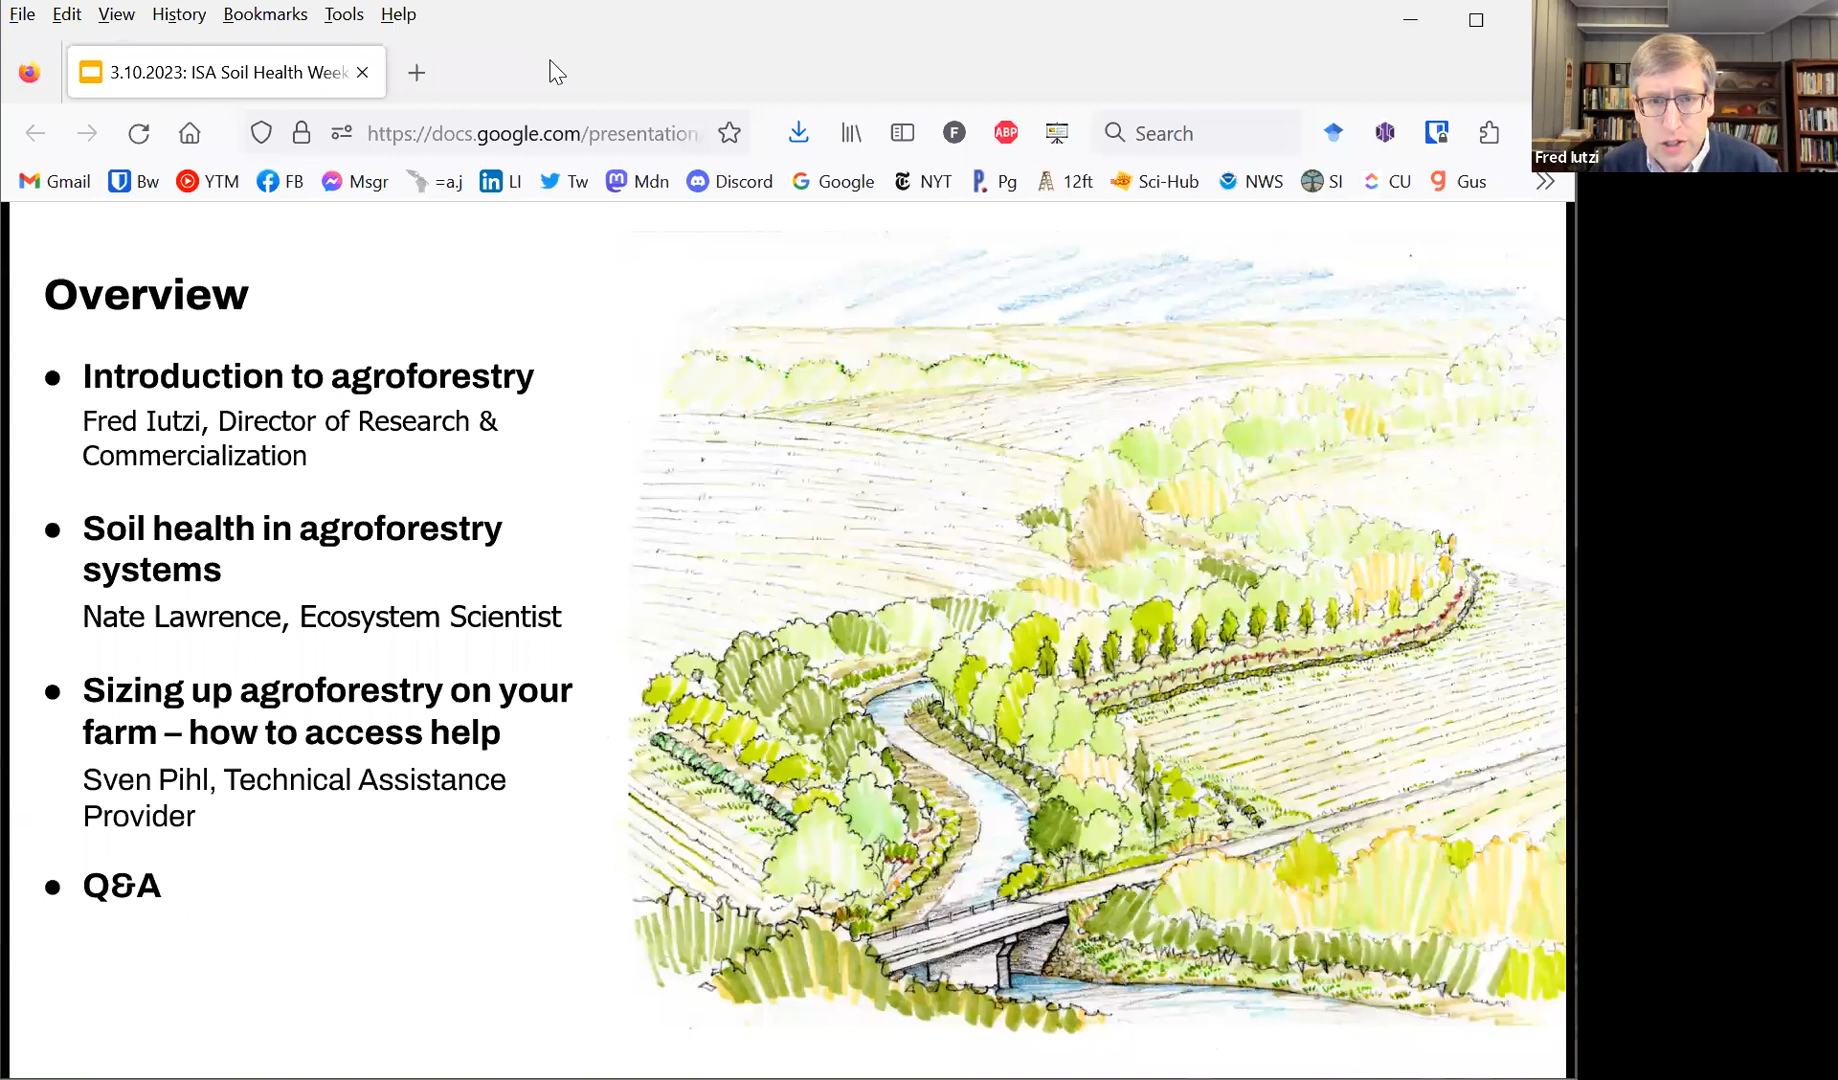 File Edit View History Bookmarks Tools Help
3.10.2023: ISA Soil Health Week
https://docs.google.com/presentation
ABP
Search
Fred Iutzi
Gmail Bw YTM FB Msgr =a.j LI Tw Mdn Discord Google NYT Pg 12ft Sci-Hub NWS SI CU Gus
Overview
● Introduction to agroforestry
Fred Iutzi, Director of Research &
Commercialization
● Soil health in agroforestry
systems
Nate Lawrence, Ecosystem Scientist
● Sizing up agroforestry on your
farm – how to access help
Sven Pihl, Technical Assistance
Provider
● Q&A